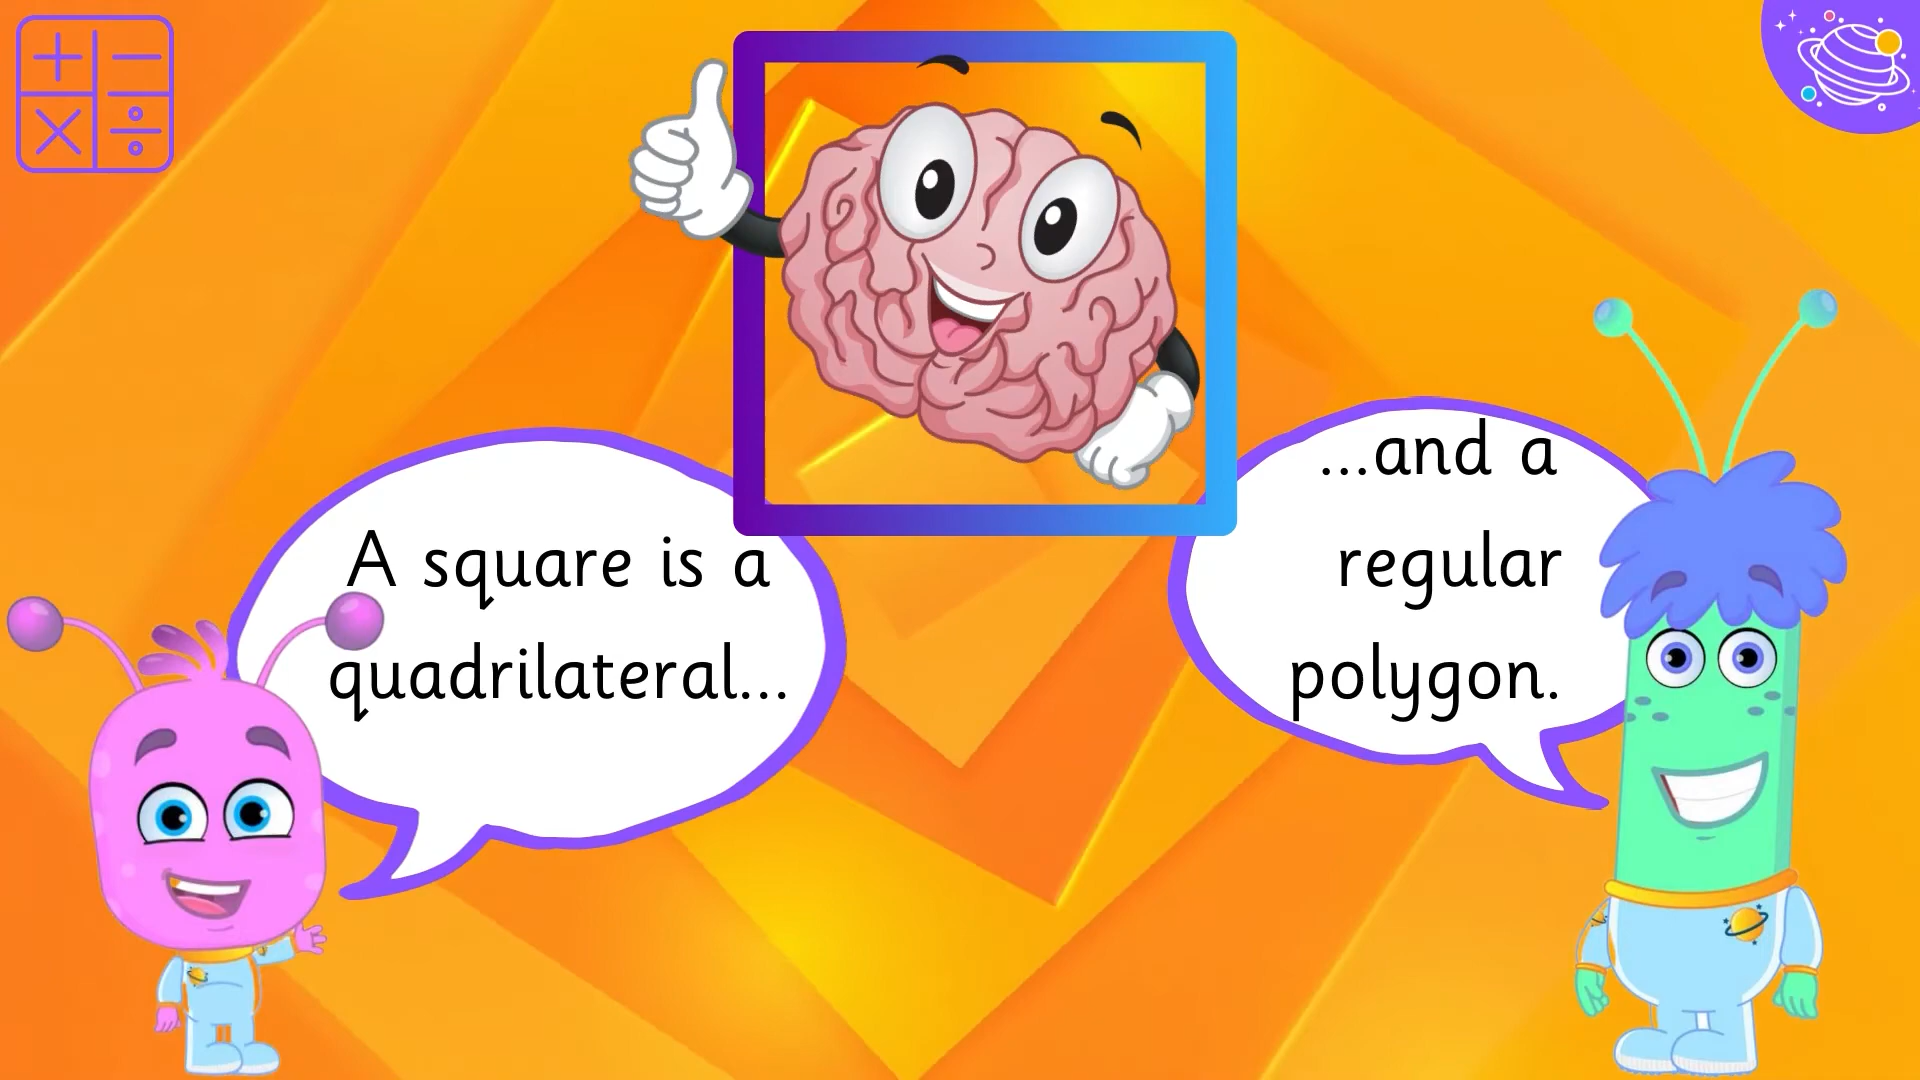 A square is a
quadrilateral...
...and a
regular
polygon.